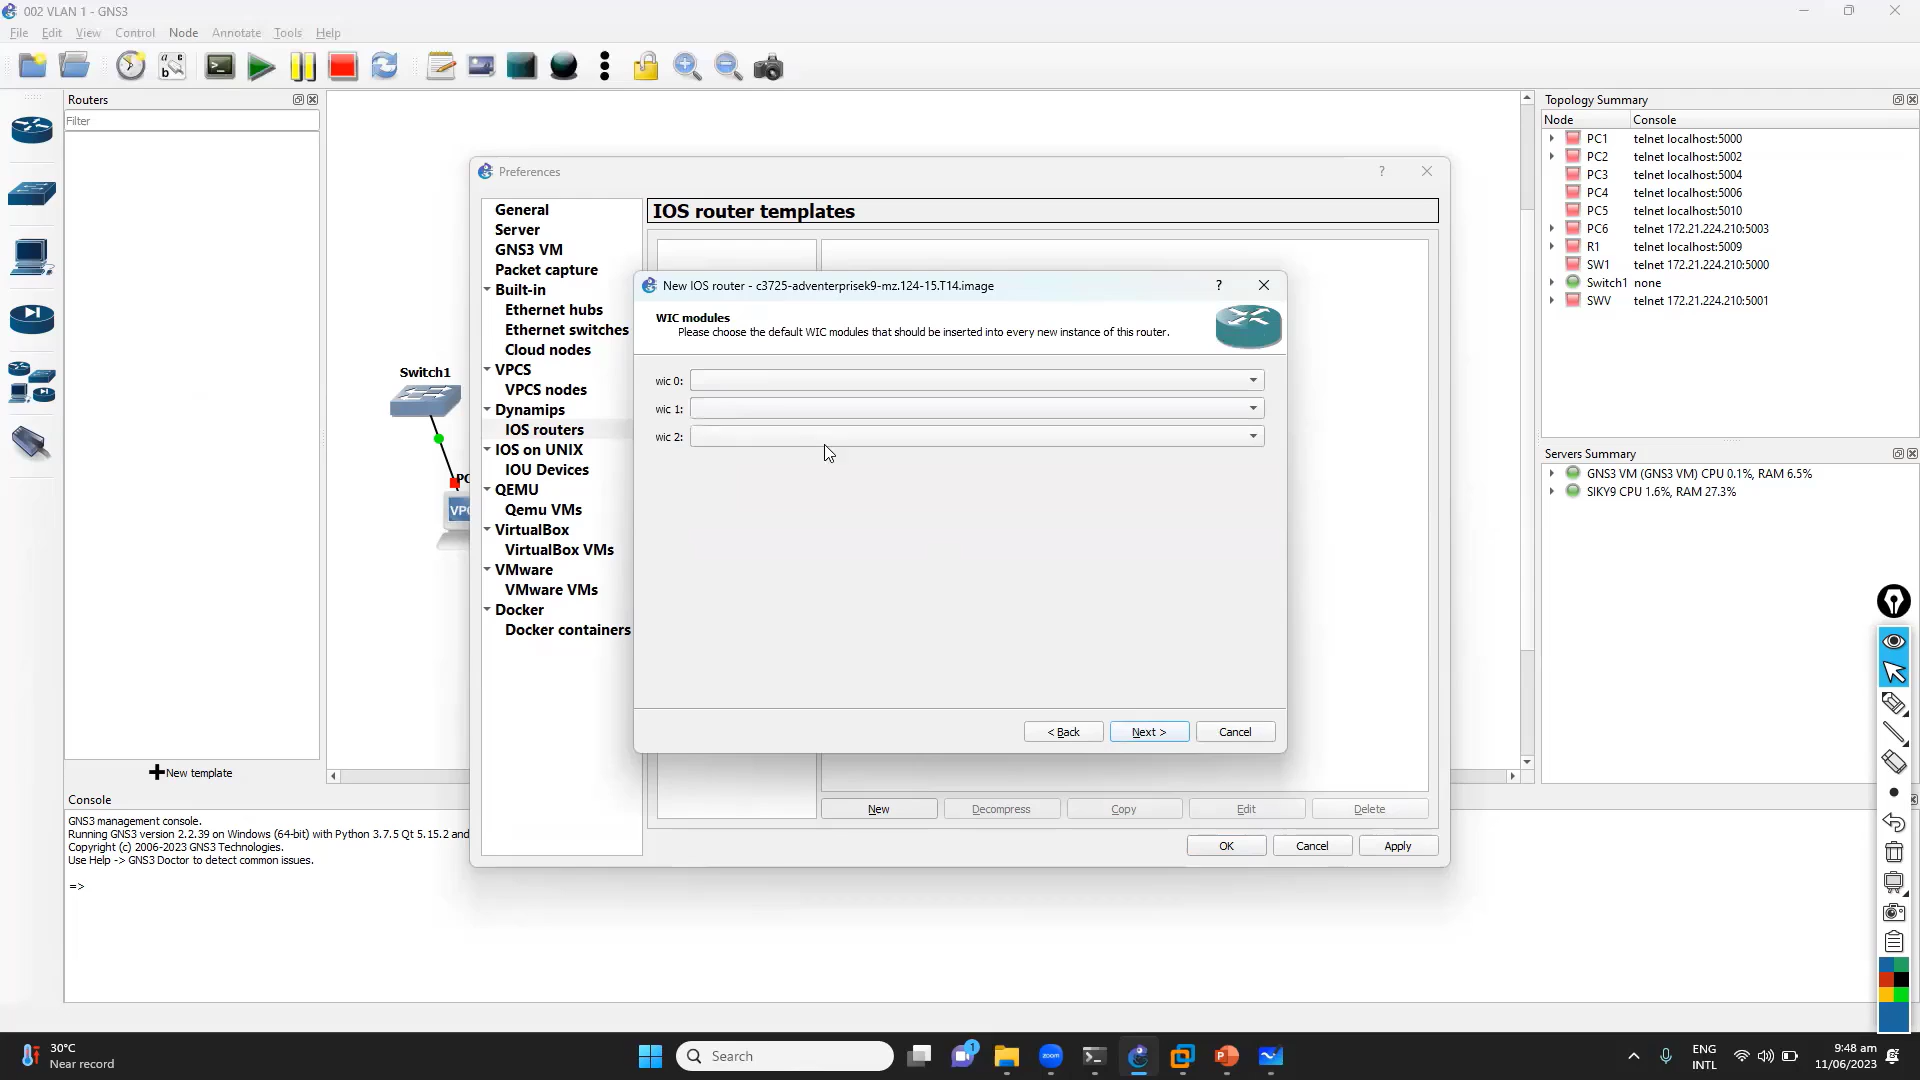 002 VLAN 1 - GNS3
File Edit View Control Node Annotate Tools Help
Routers
Filter
New template
Switch1
PC
VPC
Preferences
General
Server
GNS3 VM
Packet capture
Built-in
Ethernet hubs
Ethernet switches
Cloud nodes
VPCS
VPCS nodes
Dynamips
IOS routers
IOS on UNIX
IOU Devices
QEMU
Qemu VMs
VirtualBox
VirtualBox VMs
VMware
VMware VMs
Docker
Docker containers
IOS router templates
New IOS router - c3725-adventerprisek9-mz.124-15.T14.image
WIC modules
Please choose the default WIC modules that should be inserted into every new instance of this router.
wic 0:
wic 1:
wic 2:
< Back Next > Cancel
New Decompress Copy Edit Delete
OK Cancel Apply
Topology Summary
Node Console
PC1 telnet localhost:5000
PC2 telnet localhost:5002
PC3 telnet localhost:5004
PC4 telnet localhost:5006
PC5 telnet localhost:5010
PC6 telnet 172.21.224.210:5003
R1 telnet localhost:5009
SW1 telnet 172.21.224.210:5000
Switch1 none
SWV telnet 172.21.224.210:5001
Servers Summary
GNS3 VM (GNS3 VM) CPU 0.1%, RAM 6.5%
SIKY9 CPU 1.6%, RAM 27.3%
Console
GNS3 management console.
Running GNS3 version 2.2.39 on Windows (64-bit) with Python 3.7.5 Qt 5.15.2 and
Copyright (c) 2006-2023 GNS3 Technologies.
Use Help -> GNS3 Doctor to detect common issues.
=>
30°C
Near record
Search
1
zoom
ENG
INTL
9:48 am
11/06/2023